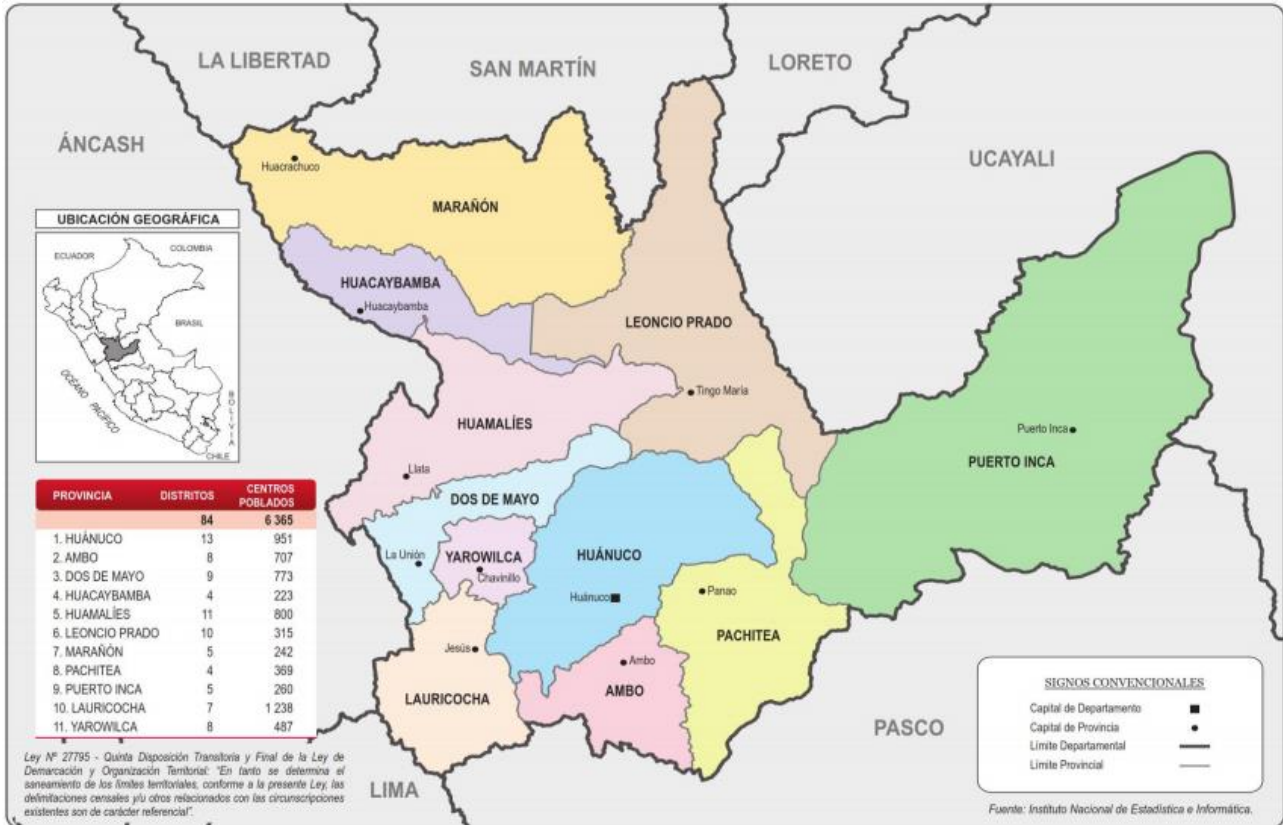 LA LIBERTAD
SAN MARTÍN
LORETO
ÁNCASH
UCAYALI
Huacrachuco
MARAÑÓN
UBICACIÓN GEOGRÁFICA
ECUADOR
COLOMBIA
BRASIL
OCÉANO PACÍFICO
BOLIVIA
CHILE
HUACAYBAMBA
Huacaybamba
LEONCIO PRADO
Tingo María
HUAMALÍES
Llata
Puerto Inca
PUERTO INCA
DOS DE MAYO
La Unión
YAROWILCA
Chavinillo
HUÁNUCO
Huánuco
Panao
PACHITEA
Jesús
LAURICOCHA
Ambo
AMBO
PASCO
LIMA
PROVINCIA DISTRITOS CENTROS
POBLADOS
84 6 365
1. HUÁNUCO 13 951
2. AMBO 8 707
3. DOS DE MAYO 9 773
4. HUACAYBAMBA 4 223
5. HUAMALÍES 11 800
6. LEONCIO PRADO 10 315
7. MARAÑÓN 5 242
8. PACHITEA 4 369
9. PUERTO INCA 5 260
10. LAURICOCHA 7 1 238
11. YAROWILCA 8 487
Ley Nº 27795 - Quinta Disposición Transitoria y Final de la Ley de
Demarcación y Organización Territorial: "En tanto se determina el
saneamiento de los límites territoriales, conforme a la presente Ley, las
delimitaciones censales y/u otros relacionados con las circunscripciones
existentes son de carácter referencial".
SIGNOS CONVENCIONALES
Capital de Departamento
Capital de Provincia
Límite Departamental
Límite Provincial
Fuente: Instituto Nacional de Estadística e Informática.